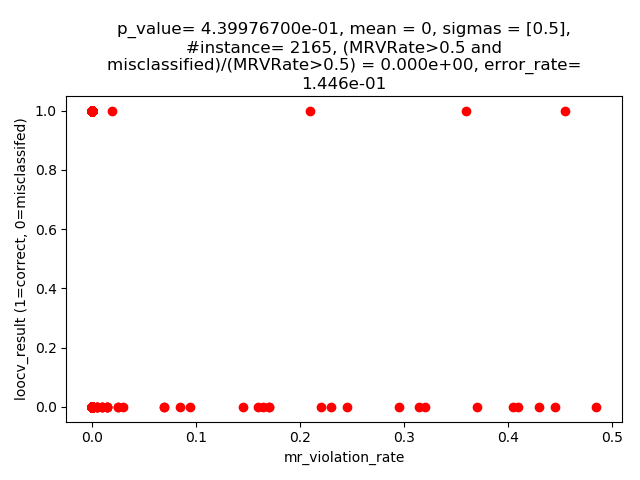 p_value= 4.39976700e-01, mean = 0, sigmas = [0.5],
#instance= 2165, (MRVRate>0.5 and
misclassified)/(MRVRate>0.5) = 0.000e+00, error_rate=
1.446e-01
1.0
0.8
0.6
0.4
0.2
0.0
loocv_result (1=correct, 0=misclassifed)
0.0 0.1 0.2 0.3 0.4 0.5
mr_violation_rate